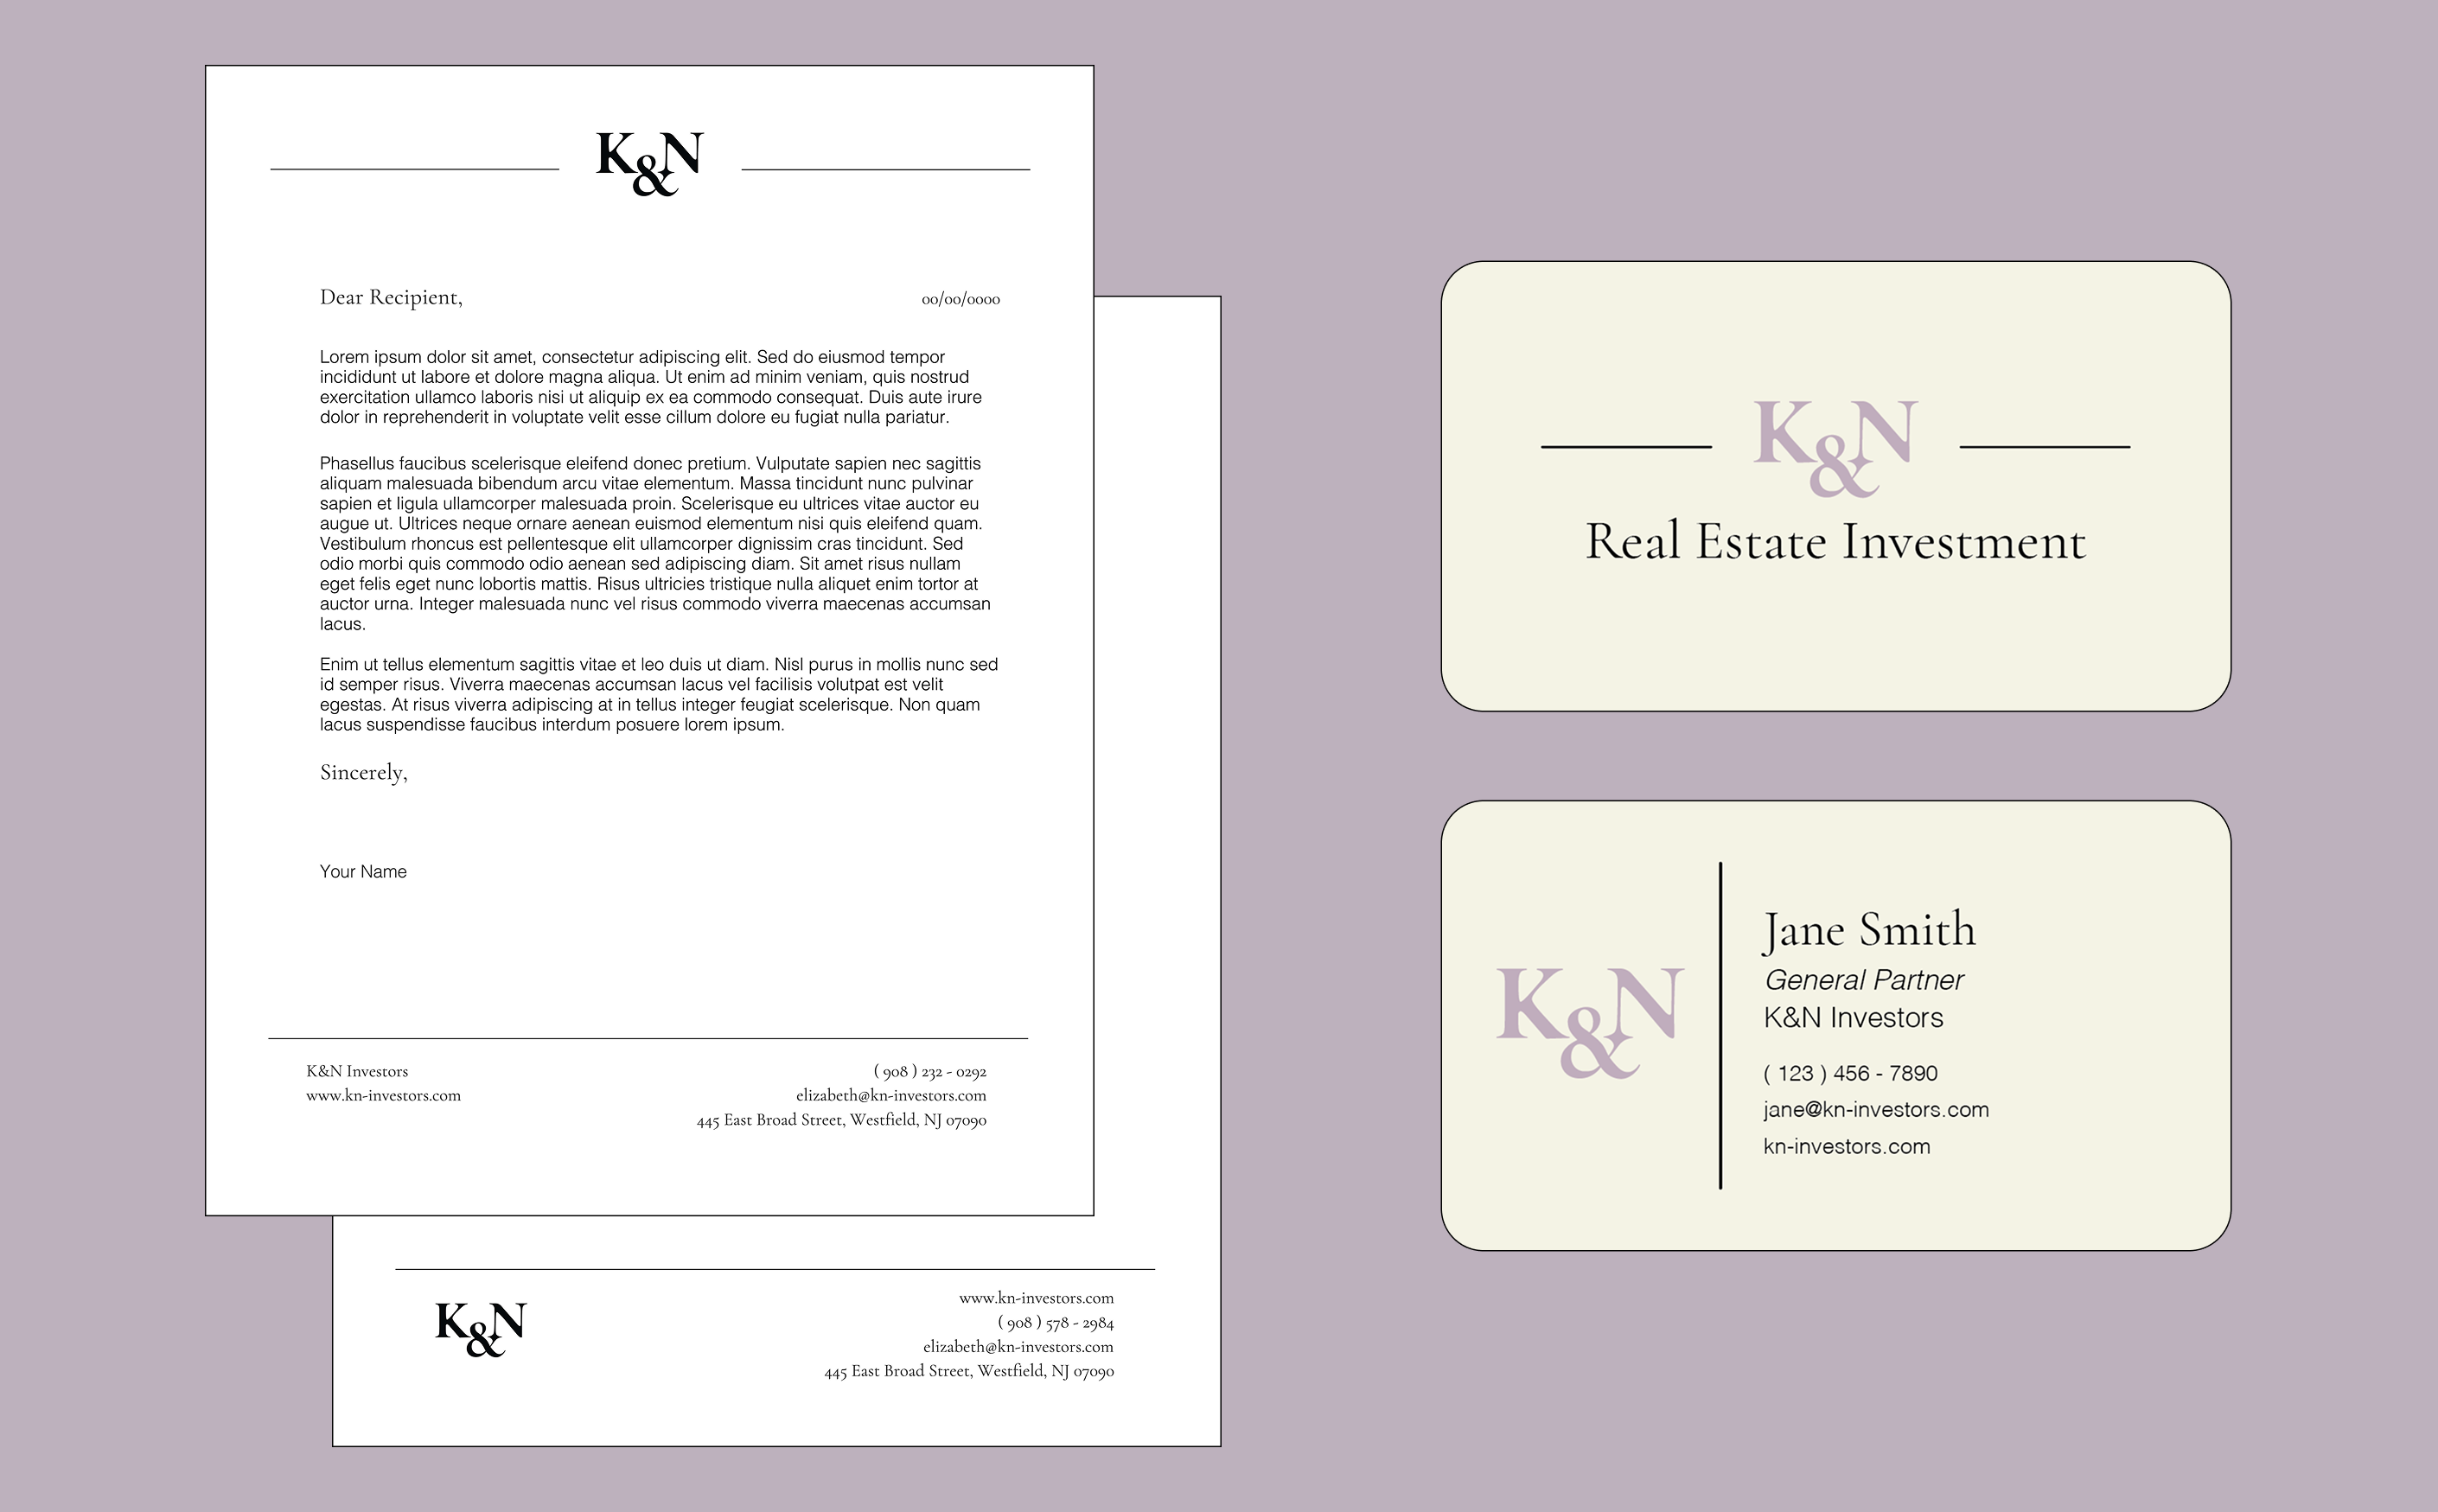 K&N
Dear Recipient,
00/00/0000
Lorem ipsum dolor sit amet, consectetur adipiscing elit. Sed do eiusmod tempor
incididunt ut labore et dolore magna aliqua. Ut enim ad minim veniam, quis nostrud
exercitation ullamco laboris nisi ut aliquip ex ea commodo consequat. Duis aute irure
dolor in reprehenderit in voluptate velit esse cillum dolore eu fugiat nulla pariatur.
Phasellus faucibus scelerisque eleifend donec pretium. Vulputate sapien nec sagittis
aliquam malesuada bibendum arcu vitae elementum. Massa tincidunt nunc pulvinar
sapien et ligula ullamcorper malesuada proin. Scelerisque eu ultrices vitae auctor eu
augue ut. Ultrices neque ornare aenean euismod elementum nisi quis eleifend quam.
Vestibulum rhoncus est pellentesque elit ullamcorper dignissim cras tincidunt. Sed
odio morbi quis commodo odio aenean sed adipiscing diam. Sit amet risus nullam
eget felis eget nunc lobortis mattis. Risus ultricies tristique nulla aliquet enim tortor at
auctor urna. Integer malesuada nunc vel risus commodo viverra maecenas accumsan
lacus.
Enim ut tellus elementum sagittis vitae et leo duis ut diam. Nisl purus in mollis nunc sed
id semper risus. Viverra maecenas accumsan lacus vel facilisis volutpat est velit
egestas. At risus viverra adipiscing at in tellus integer feugiat scelerisque. Non quam
lacus suspendisse faucibus interdum posuere lorem ipsum.
Sincerely,
Your Name
K&N Investors
www.kn-investors.com
( 908 ) 232 - 0292
elizabeth@kn-investors.com
445 East Broad Street, Westfield, NJ 07090
K&N
www.kn-investors.com
( 908 ) 578 - 2984
elizabeth@kn-investors.com
445 East Broad Street, Westfield, NJ 07090
K&N
Real Estate Investment
K&N
Jane Smith
General Partner
K&N Investors
( 123 ) 456 - 7890
jane@kn-investors.com
kn-investors.com